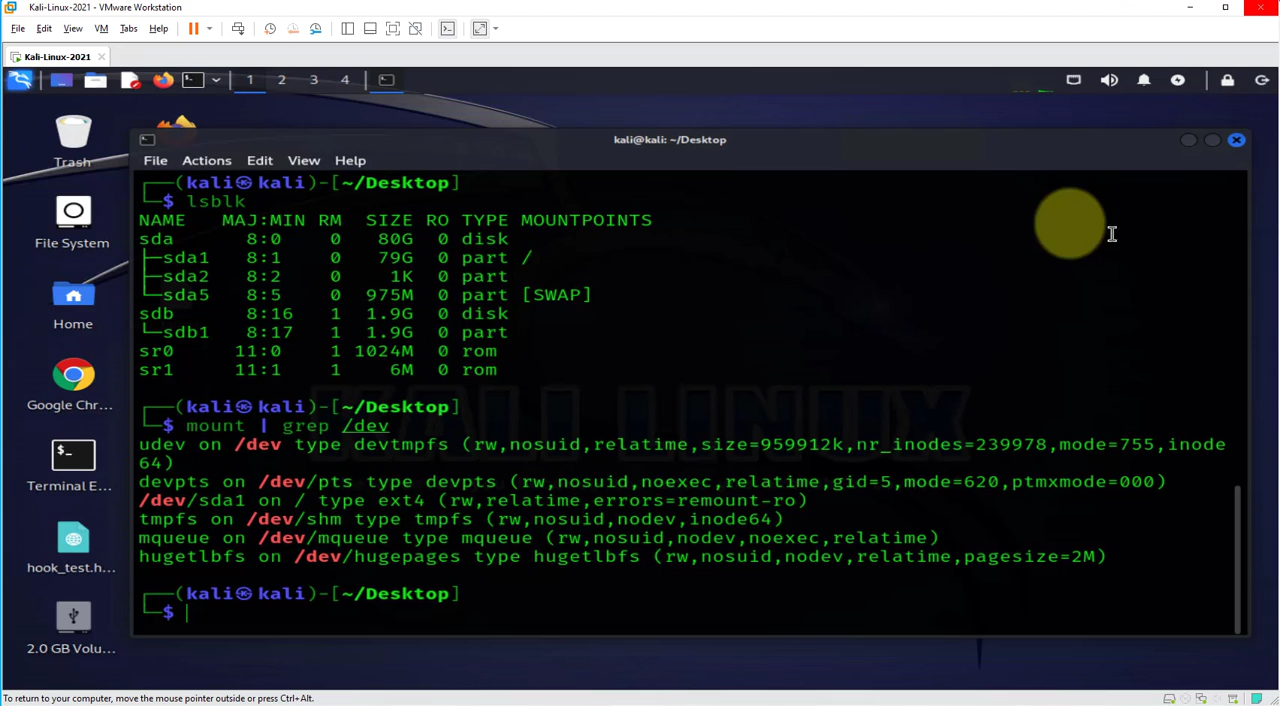 Kali-Linux-2021 - VMware Workstation
File Edit View VM Tabs Help
Kali-Linux-2021
1 2 3 4
kali@kali: ~/Desktop
File Actions Edit View Help
Trash
File System
Home
Google Chr...
Terminal E...
hook_test.h...
2.0 GB Volu...
┌──(kali㉿kali)-[~/Desktop]
└─$ lsblk
NAME MAJ:MIN RM SIZE RO TYPE MOUNTPOINTS
sda 8:0 0 80G 0 disk
├─sda1 8:1 0 79G 0 part /
├─sda2 8:2 0 1K 0 part
└─sda5 8:5 0 975M 0 part [SWAP]
sdb 8:16 1 1.9G 0 disk
└─sdb1 8:17 1 1.9G 0 part
sr0 11:0 1 1024M 0 rom
sr1 11:1 1 6M 0 rom
┌──(kali㉿kali)-[~/Desktop]
└─$ mount | grep /dev
udev on /dev type devtmpfs (rw,nosuid,relatime,size=959912k,nr_inodes=239978,mode=755,inode
64)
devpts on /dev/pts type devpts (rw,nosuid,noexec,relatime,gid=5,mode=620,ptmxmode=000)
/dev/sda1 on / type ext4 (rw,relatime,errors=remount-ro)
tmpfs on /dev/shm type tmpfs (rw,nosuid,nodev,inode64)
mqueue on /dev/mqueue type mqueue (rw,nosuid,nodev,noexec,relatime)
hugetlbfs on /dev/hugepages type hugetlbfs (rw,nosuid,nodev,relatime,pagesize=2M)
┌──(kali㉿kali)-[~/Desktop]
└─$
KALI LINUX
To return to your computer, move the mouse pointer outside or press Ctrl+Alt.